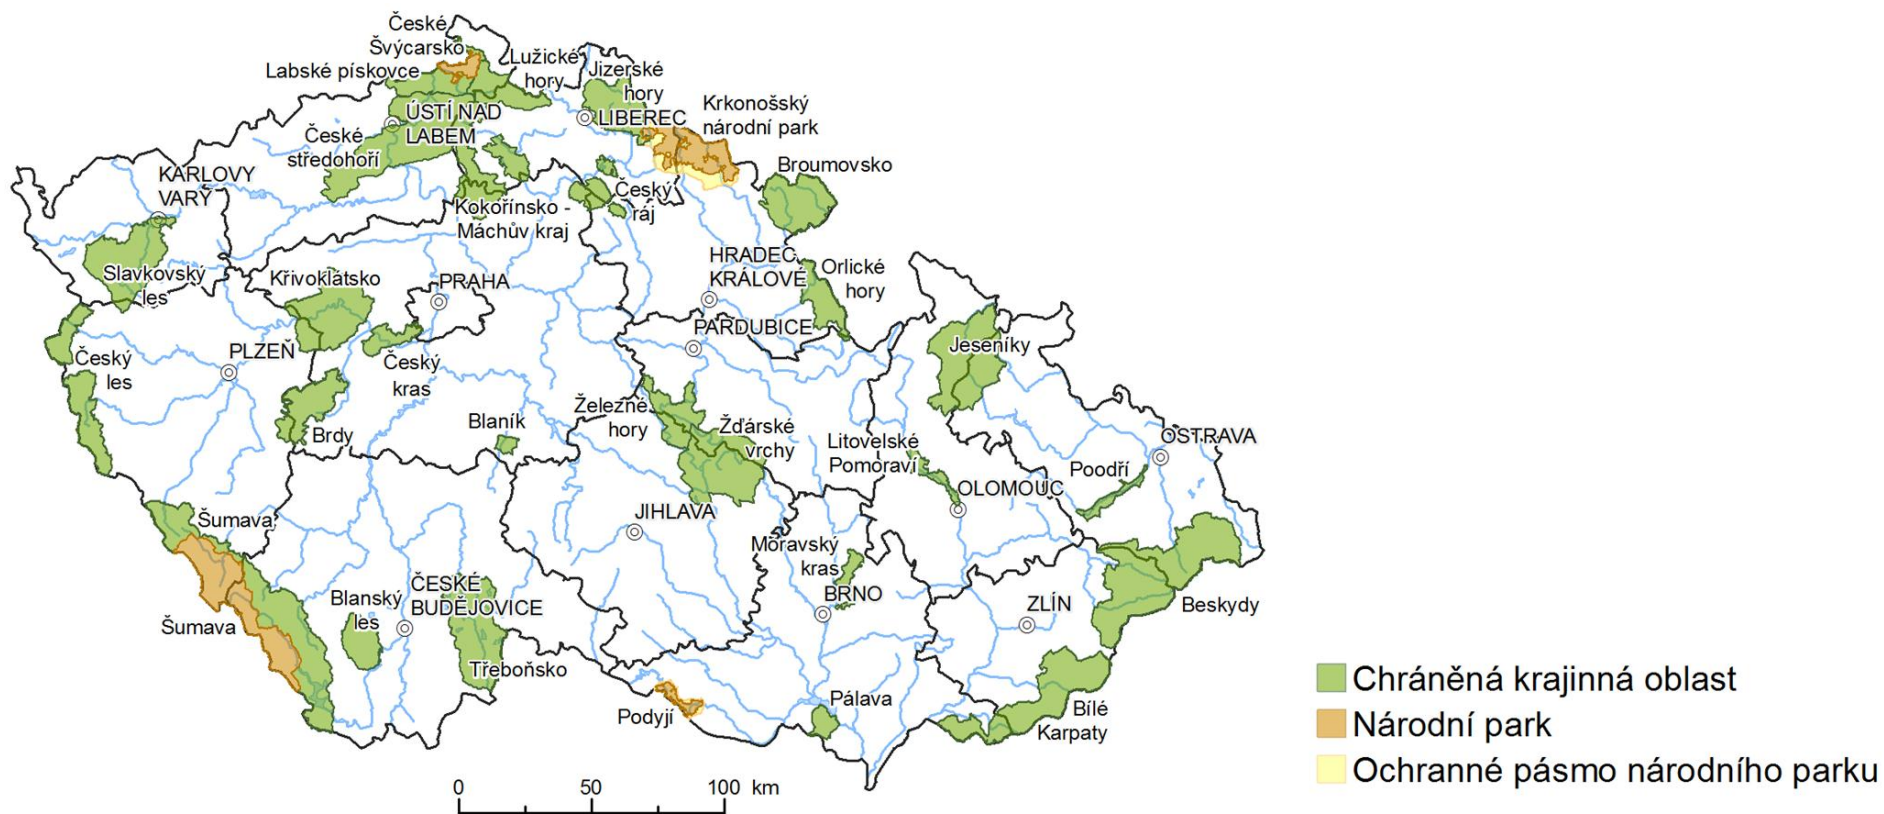 České
Švýcarsko
Labské pískovce
Lužické
hory
Jizerské
hory
Krkonošský
národní park
ÚSTÍ NAD
LABEM
LIBEREC
České
středohoří
Broumovsko
KARLOVY
VARY
Český
ráj
Kokořínsko -
Máchův kraj
Slavkovský
les
Křivoklátsko
PRAHA
HRADEC
KRÁLOVÉ
Orlické
hory
PARDUBICE
PLZEŇ
Český
les
Český
kras
Jeseníky
Železné
hory
Blaník
Brdy
Žďárské
vrchy
Litovelské
Pomoraví
OSTRAVA
Poodří
OLOMOUC
JIHLAVA
Šumava
Moravský
kras
BRNO
ČESKÉ
BUDĚJOVICE
Blanský
les
Šumava
ZLÍN
Beskydy
Třeboňsko
Podyjí
Pálava
Bílé
Karpaty
Chráněná krajinná oblast
Národní park
Ochranné pásmo národního parku
0 50 100 km